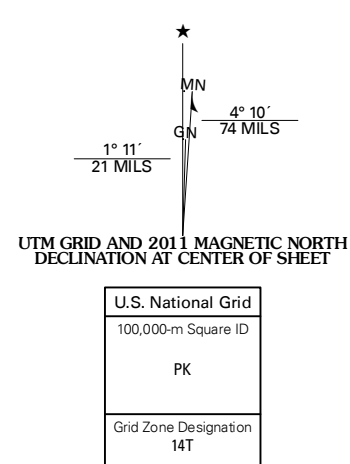 ★
MN
4° 10´
74 MILS
GN
1° 11´
21 MILS
UTM GRID AND 2011 MAGNETIC NORTH
DECLINATION AT CENTER OF SHEET
U.S. National Grid
100,000-m Square ID
PK
Grid Zone Designation
14T